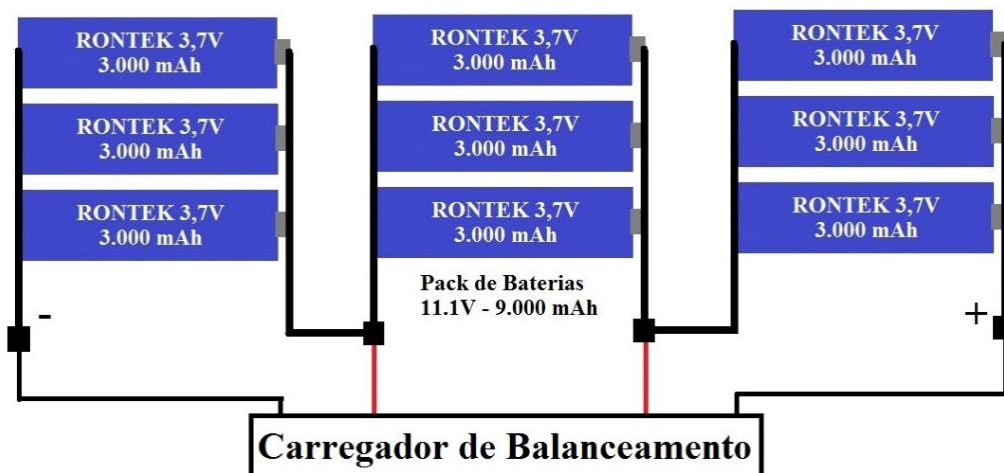 RONTEK 3,7V
3.000 mAh
RONTEK 3,7V
3.000 mAh
RONTEK 3,7V
3.000 mAh
RONTEK 3,7V
3.000 mAh
RONTEK 3,7V
3.000 mAh
RONTEK 3,7V
3.000 mAh
RONTEK 3,7V
3.000 mAh
RONTEK 3,7V
3.000 mAh
RONTEK 3,7V
3.000 mAh
Pack de Baterias
11.1V - 9.000 mAh
-
+
Carregador de Balanceamento